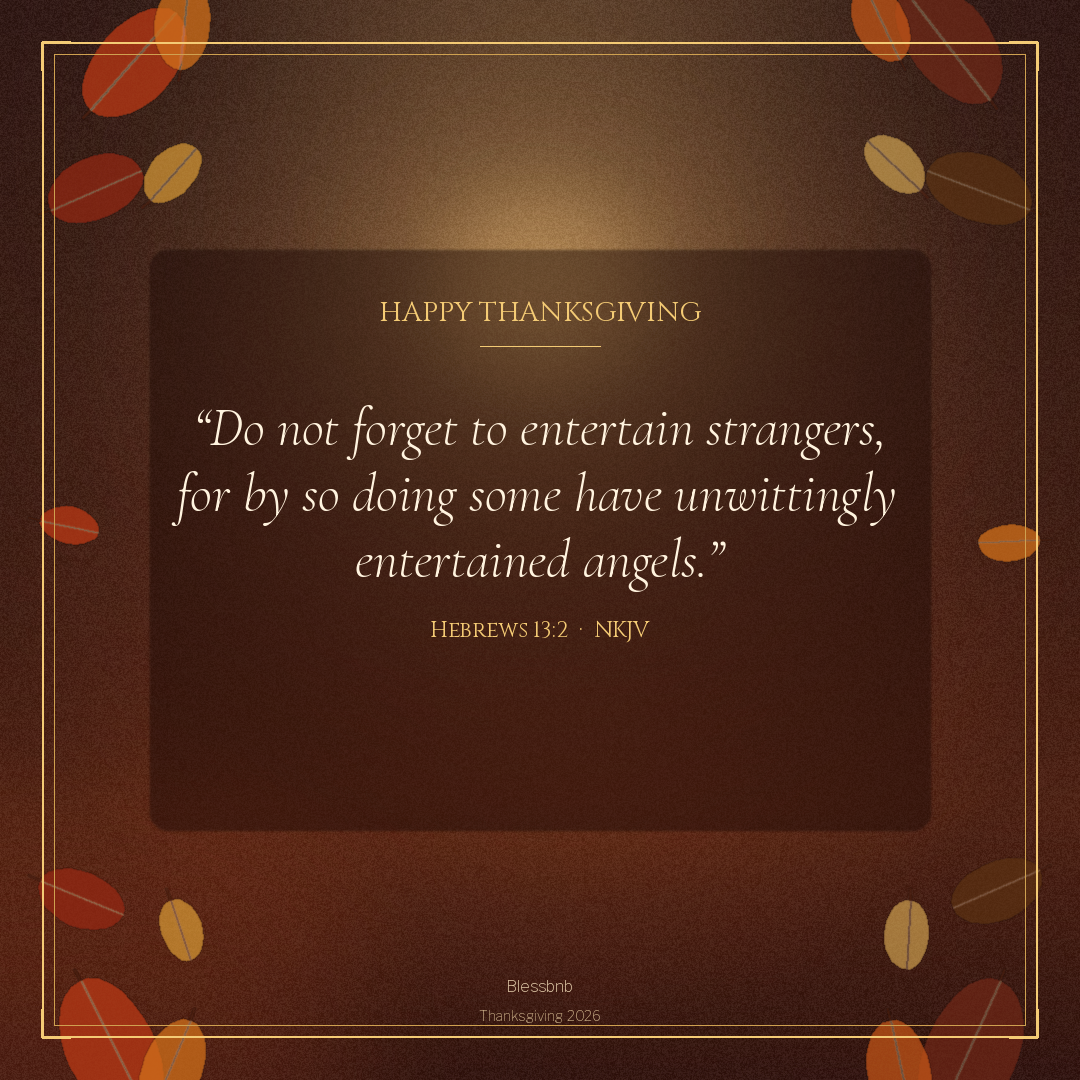 HAPPY THANKSGIVING
“Do not forget to entertain strangers,
for by so doing some have unwittingly
entertained angels.”
Hebrews 13:2 · NKJV
Blessbnb
Thanksgiving 2026